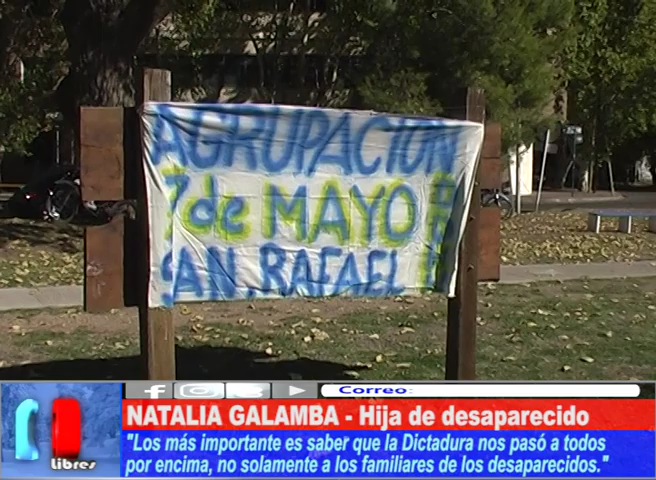 AGRUPACION
7 de MAYO
SAN. RAFAEL
Correo:
NATALIA GALAMBA - Hija de desaparecido
"Los más importante es saber que la Dictadura nos pasó a todos
por encima, no solamente a los familiares de los desaparecidos."
libres